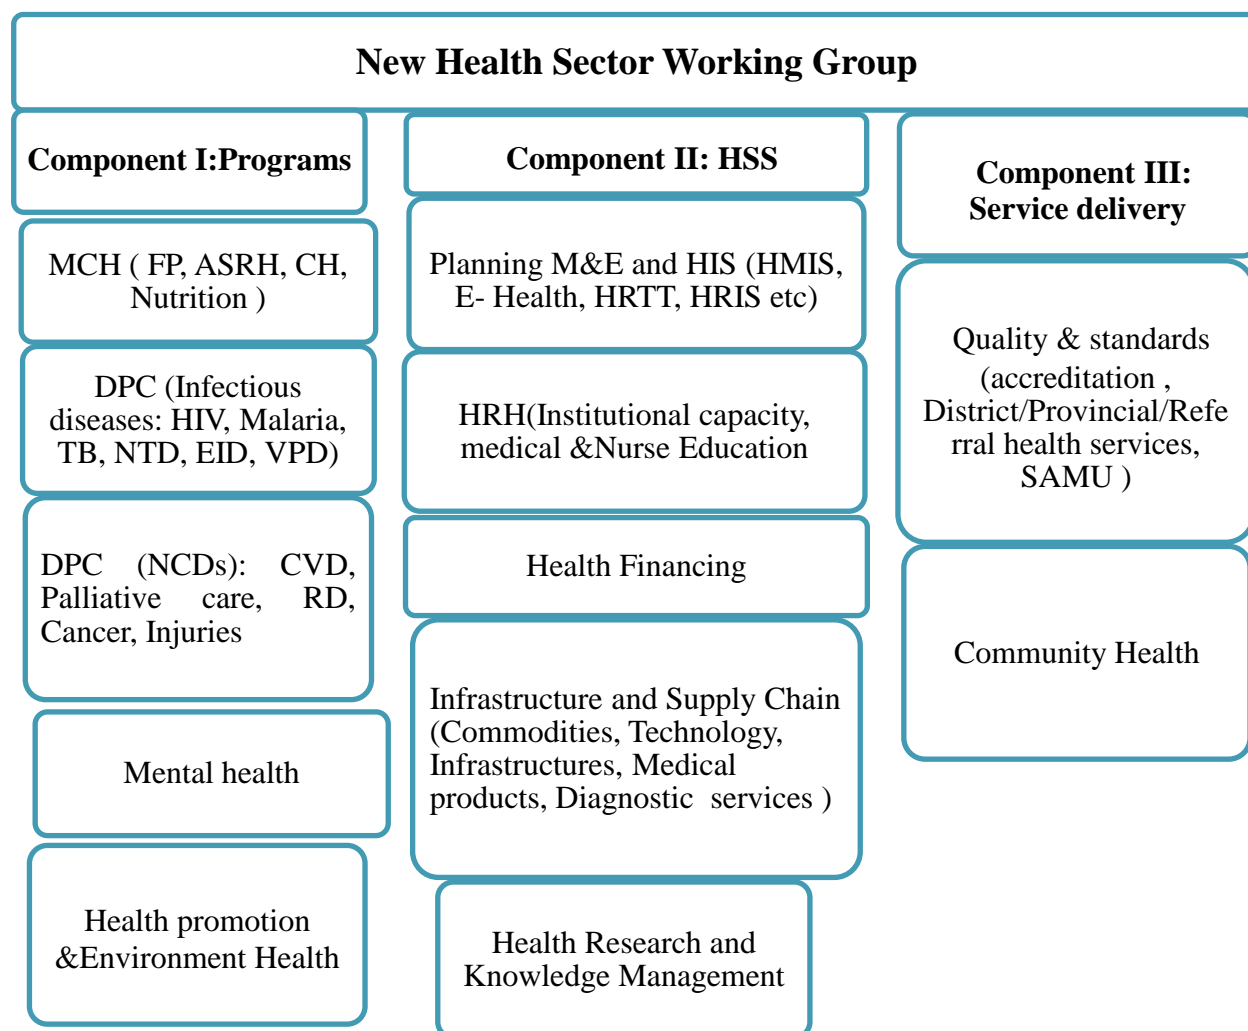 New Health Sector Working Group
Component I:Programs
MCH ( FP, ASRH, CH,
Nutrition )
DPC (Infectious
diseases: HIV, Malaria,
TB, NTD, EID, VPD)
DPC (NCDs): CVD,
Palliative care, RD,
Cancer, Injuries
Mental health
Health promotion
&Environment Health
Component II: HSS
Planning M&E and HIS (HMIS,
E- Health, HRTT, HRIS etc)
HRH(Institutional capacity,
medical &Nurse Education
Health Financing
Infrastructure and Supply Chain
(Commodities, Technology,
Infrastructures, Medical
products, Diagnostic services )
Health Research and
Knowledge Management
Component III:
Service delivery
Quality & standards
(accreditation ,
District/Provincial/Refe
rral health services,
SAMU )
Community Health